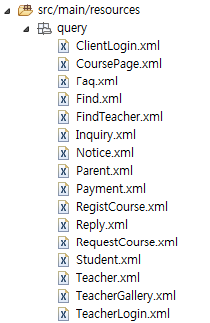 src/main/resources
query
ClientLogin.xml
CoursePage.xml
Faq.xml
Find.xml
FindTeacher.xml
Inquiry.xml
Notice.xml
Parent.xml
Payment.xml
RegistCourse.xml
Reply.xml
RequestCourse.xml
Student.xml
Teacher.xml
TeacherGallery.xml
TeacherLogin.xml